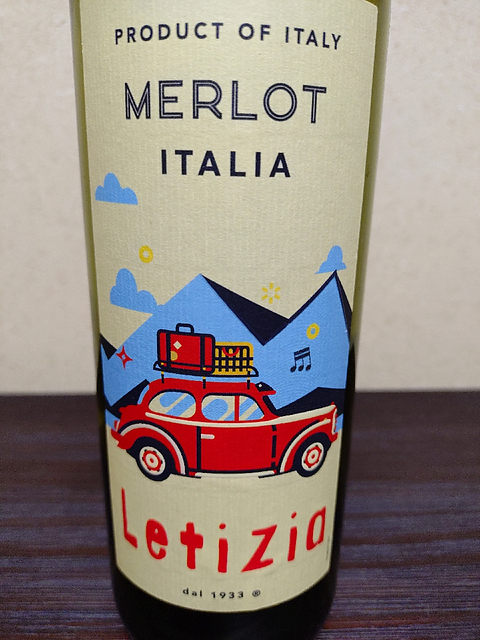 PRODUCT OF ITALY
MERLOT
ITALIA
Letizia
dal 1933 ®